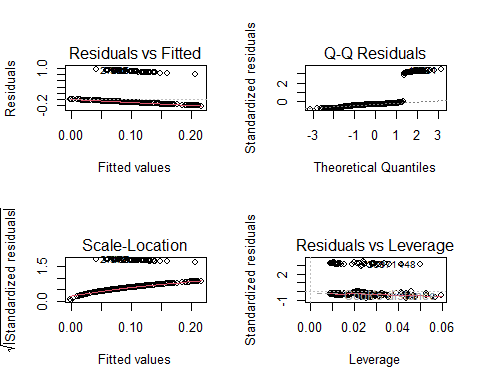 Residuals vs Fitted
Residuals
1.0
-0.2
0.00 0.10 0.20
Fitted values
Q-Q Residuals
Standardized residuals
2
0
-3 -2 -1 0 1 2 3
Theoretical Quantiles
Scale-Location
√|Standardized residuals|
1.5
0.0
0.00 0.10 0.20
Fitted values
Residuals vs Leverage
Standardized residuals
2
-1
0.00 0.02 0.04 0.06
Leverage